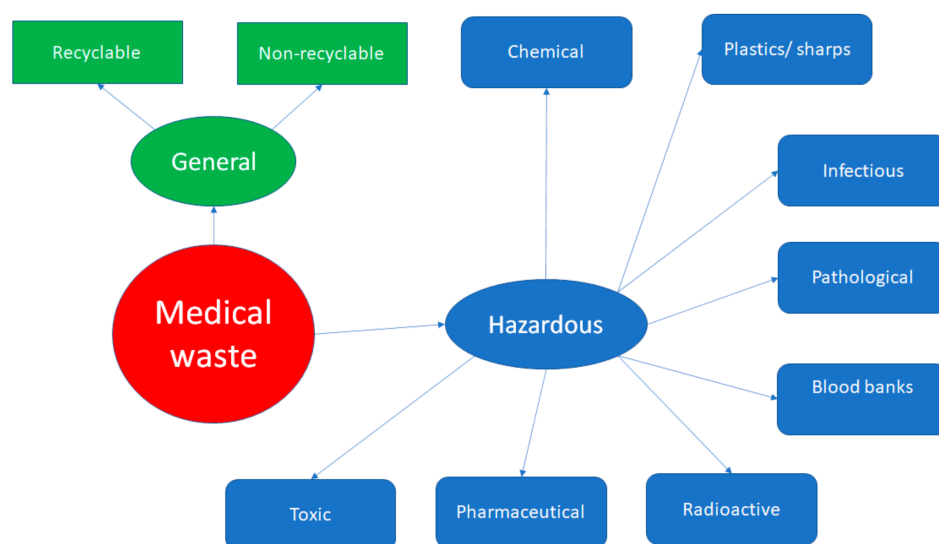 Recyclable
Non-recyclable
Chemical
Plastics/ sharps
General
Infectious
Pathological
Medical
waste
Hazardous
Blood banks
Toxic
Pharmaceutical
Radioactive